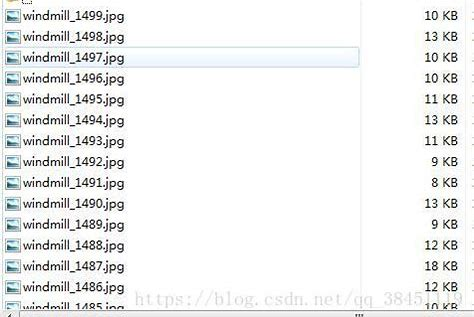 windmill_1499.jpg 10 KB
windmill_1498.jpg 13 KB
windmill_1497.jpg 10 KB
windmill_1496.jpg 10 KB
windmill_1495.jpg 11 KB
windmill_1494.jpg 13 KB
windmill_1493.jpg 11 KB
windmill_1492.jpg 9 KB
windmill_1491.jpg 8 KB
windmill_1490.jpg 13 KB
windmill_1489.jpg 9 KB
windmill_1488.jpg 12 KB
windmill_1487.jpg 18 KB
windmill_1486.jpg 12 KB
https://blog.csdn.net/qq_38451119
windmill_1485.jpg 10 KB